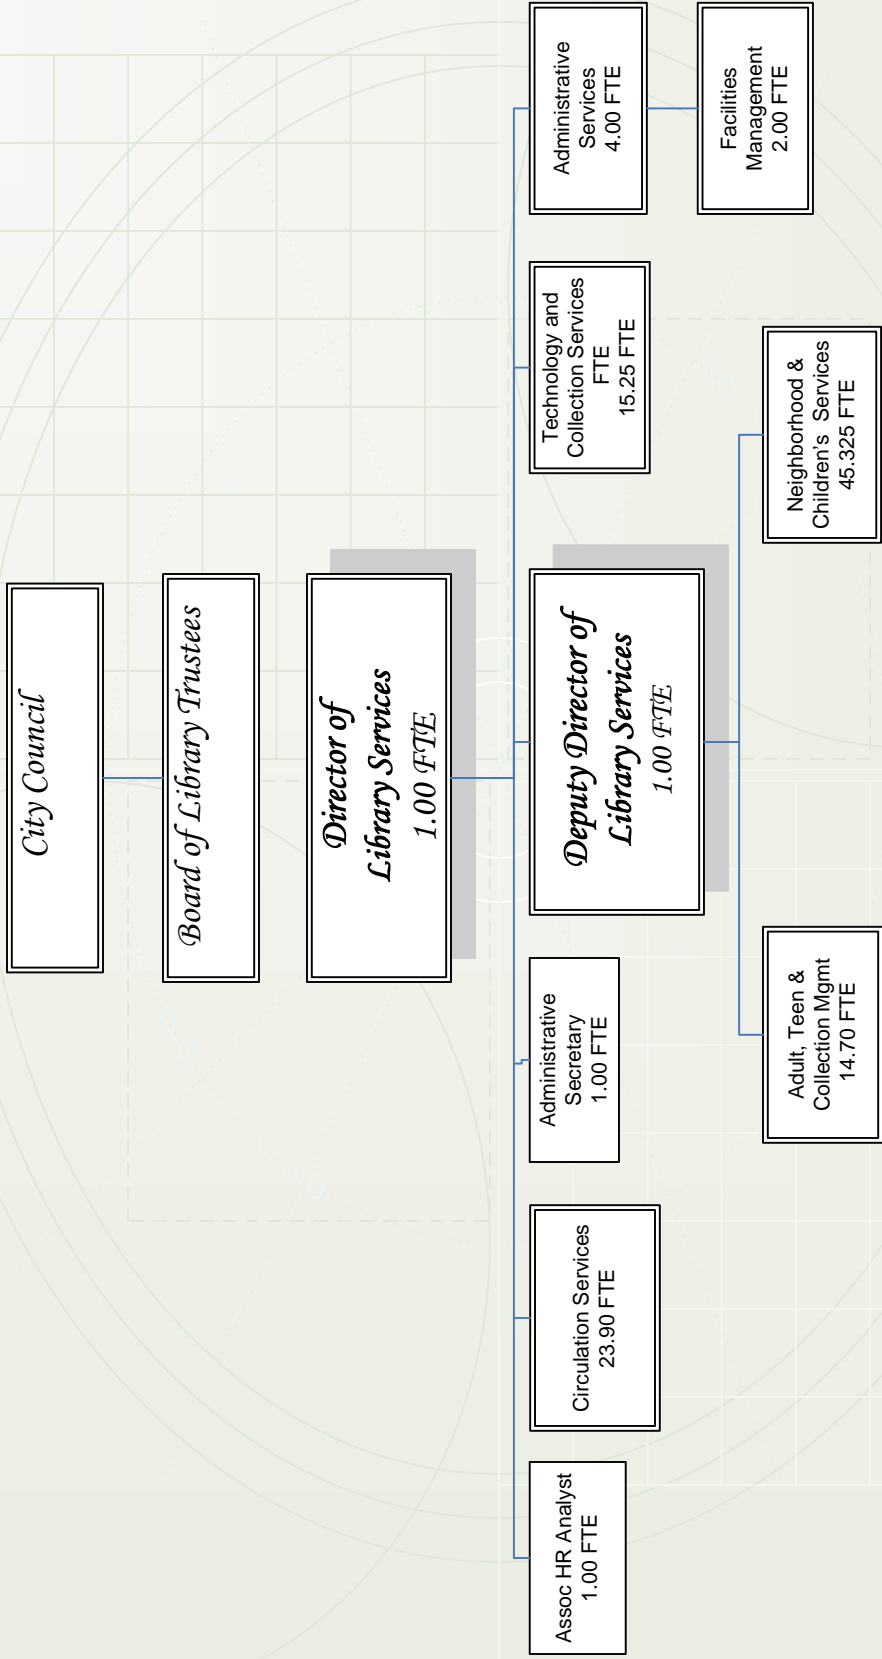 City Council
Board of Library Trustees
Director of
Library Services
1.00 FTE
Assoc HR Analyst
1.00 FTE
Circulation Services
23.90 FTE
Administrative
Secretary
1.00 FTE
Deputy Director of
Library Services
1.00 FTE
Technology and
Collection Services
FTE
15.25 FTE
Administrative
Services
4.00 FTE
Facilities
Management
2.00 FTE
Adult, Teen &
Collection Mgmt
14.70 FTE
Neighborhood &
Children's  Services
45.325 FTE